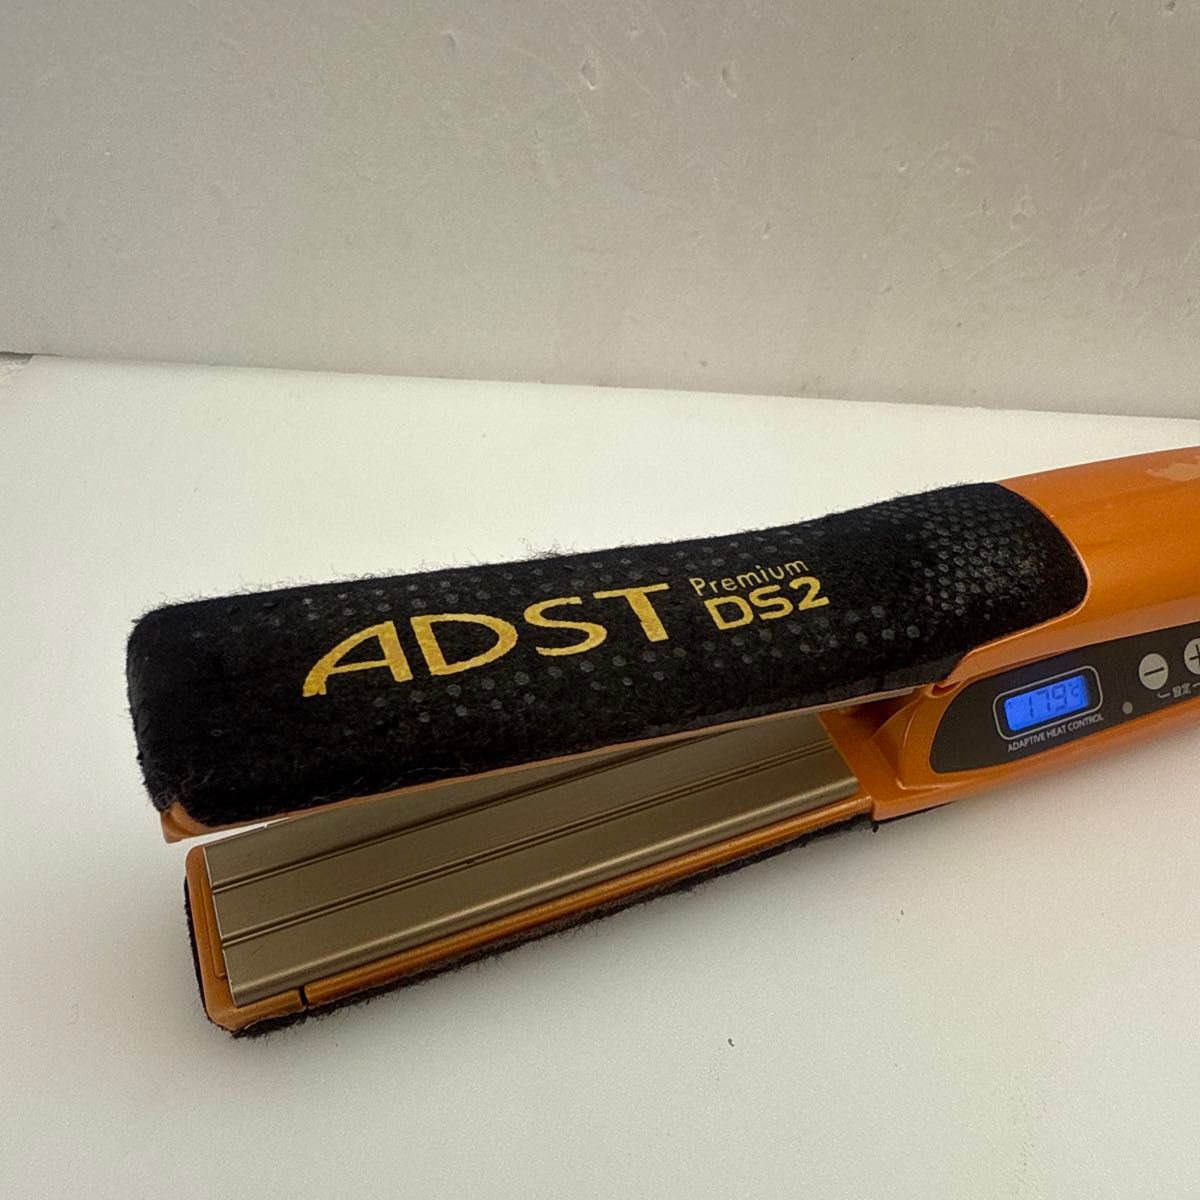 ADST Premium
DS2
179℃
ADAPTIVE HEAT CONTROL
− +
設定